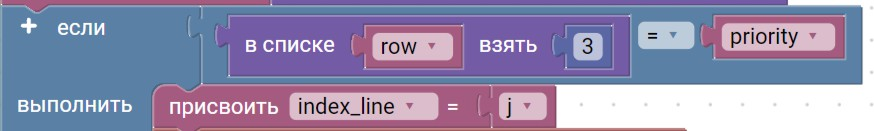 + если в списке row взять 3 = priority
выполнить присвоить index_line = j